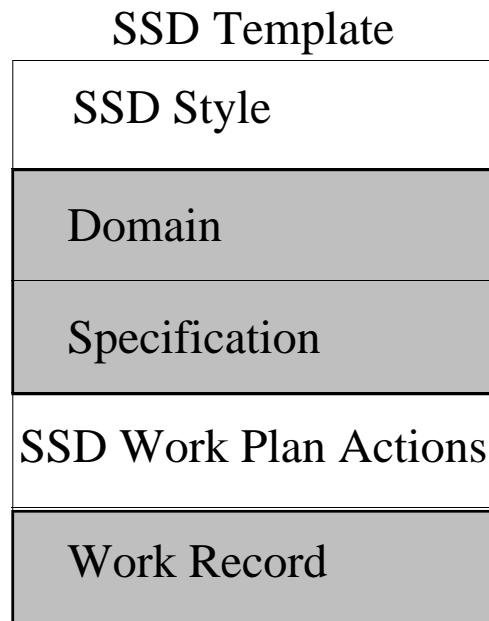 SSD Template
SSD Style
Domain
Specification
SSD Work Plan Actions
Work Record